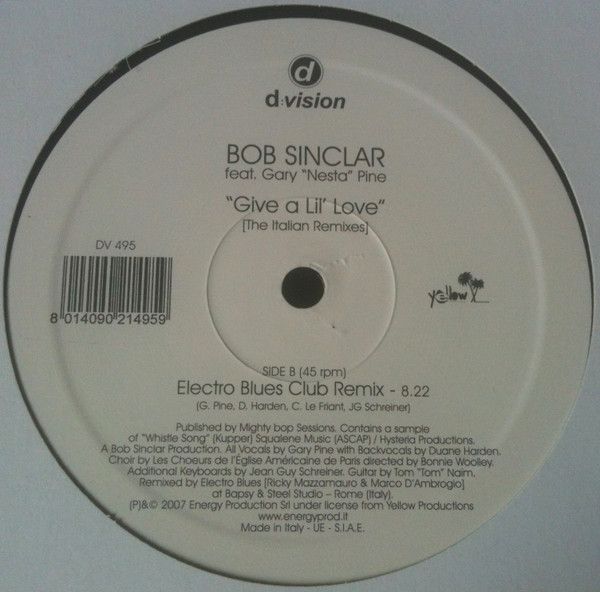 d
d:vision
BOB SINCLAR
feat. Gary "Nesta" Pine
"Give a Lil' Love"
[The Italian Remixes]
DV 495
8 014090 214959
yellow
SIDE B (45 rpm)
Electro Blues Club Remix - 8.22
(G. Pine, D. Harden, C. Le Friant, JG Schreiner)
Published by Mighty bop Sessions. Contains a sample
of "Whistle Song" (Kupper) Squalene Music (ASCAP) / Hysteria Productions.
A Bob Sinclar Production. All Vocals by Gary Pine with Backvocals by Duane Harden.
Choir by Les Choeurs de l'Église Américaine de Paris directed by Bonnie Woolley.
Additional Keyboards by Jean Guy Schreiner. Guitar by Tom "Tom" Naim.
Remixed by Electro Blues [Ricky Mazzamauro & Marco D'Ambrogio]
at Bapsy & Steel Studio – Rome (Italy).
(P)&© 2007 Energy Production Srl under license from Yellow Productions
www.energyprod.it
Made in Italy - UE - S.I.A.E.